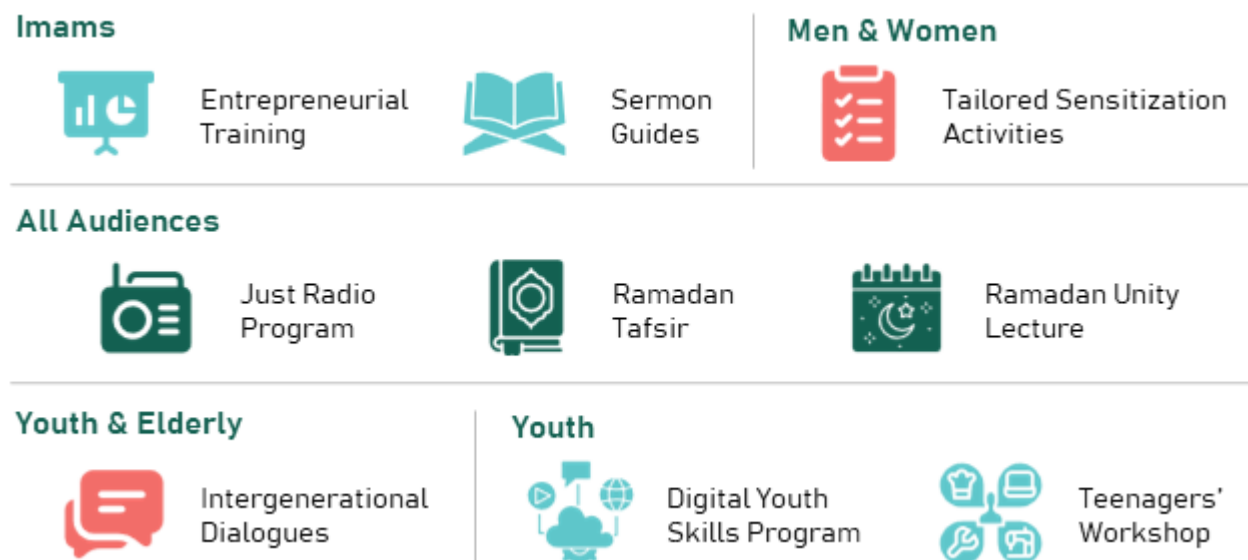 Imams
Entrepreneurial
Training
Sermon
Guides
Men & Women
Tailored Sensitization
Activities
All Audiences
Just Radio
Program
Ramadan
Tafsir
Ramadan Unity
Lecture
Youth & Elderly
Intergenerational
Dialogues
Youth
Digital Youth
Skills Program
Teenagers'
Workshop